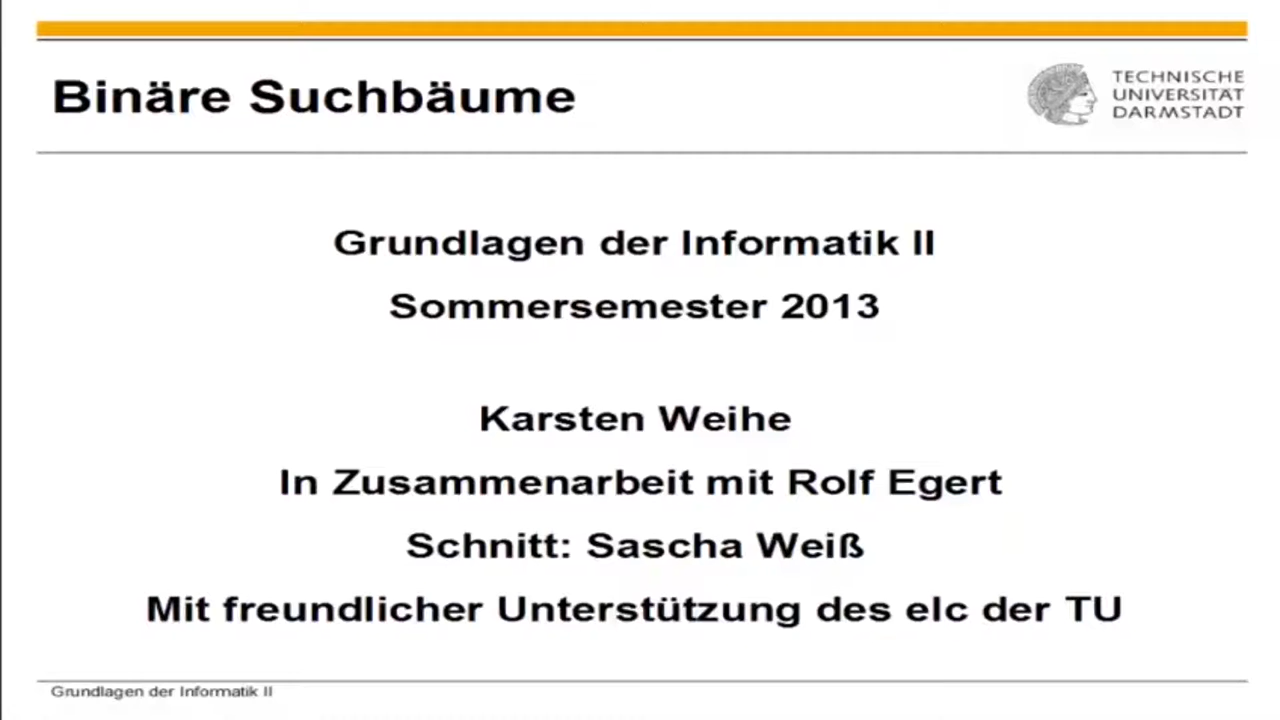 Binäre Suchbäume
TECHNISCHE
UNIVERSITÄT
DARMSTADT
Grundlagen der Informatik II
Sommersemester 2013
Karsten Weihe
In Zusammenarbeit mit Rolf Egert
Schnitt: Sascha Weiß
Mit freundlicher Unterstützung des elc der TU
Grundlagen der Informatik II